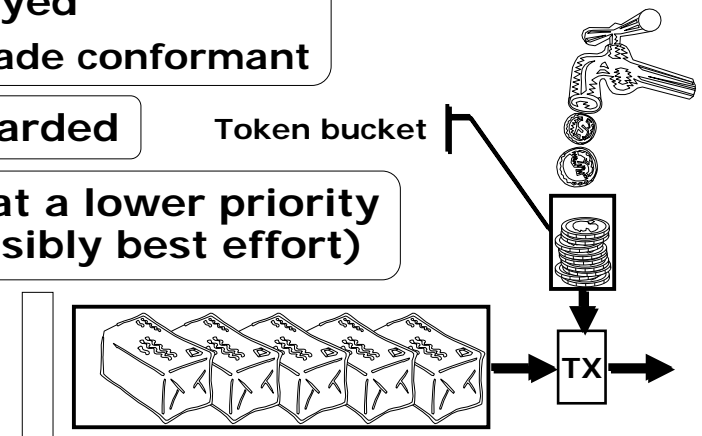 yed
ade conformant
arded
Token bucket
at a lower priority
sibly best effort)
TX